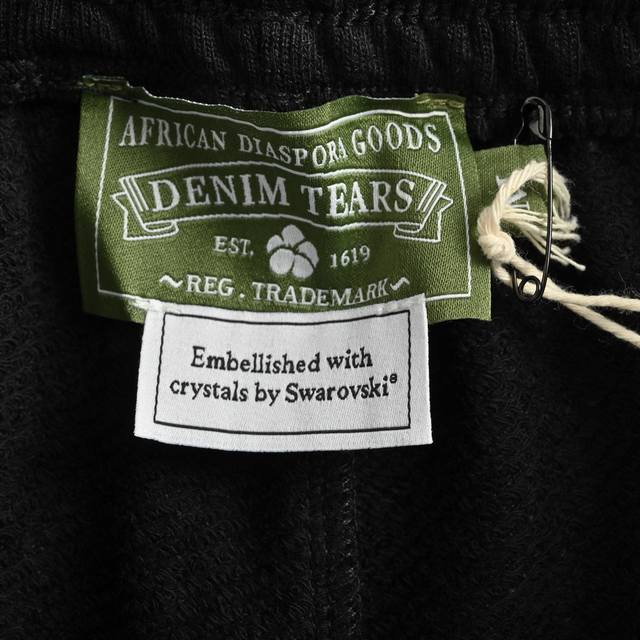 AFRICAN DIASPORA GOODS
DENIM TEARS
EST. 1619
~REG. TRADEMARK~
Embellished with
crystals by Swarovski®